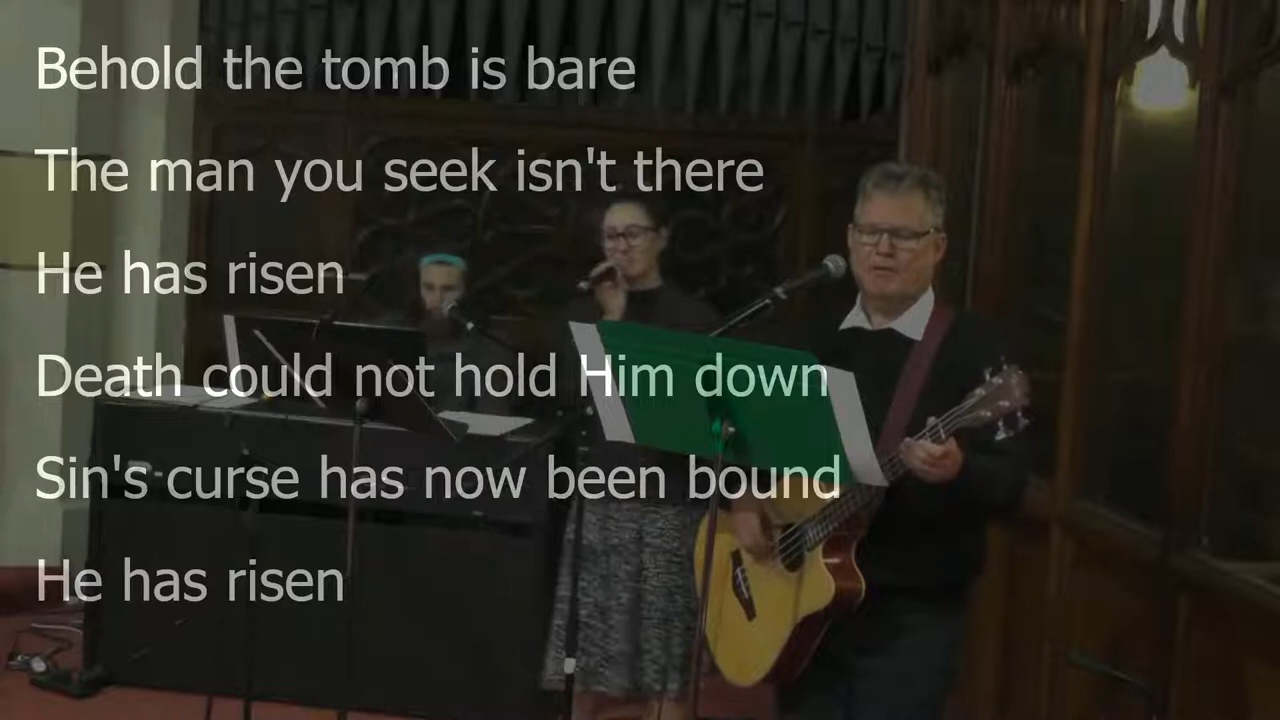 Behold the tomb is bare
The man you seek isn't there
He has risen
Death could not hold Him down
Sin's curse has now been bound
He has risen